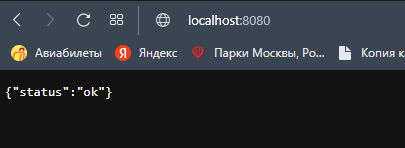 localhost:8080
Авиабилеты Яндекс Парки Москвы, Ро... Копия к
{"status":"ok"}